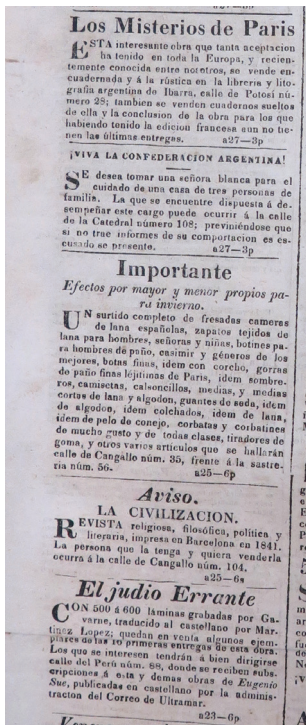 Los Misterios de Paris
ESTA interesante obra que tanta aceptacion
ha tenido en toda la Europa, y recien-
temente conocida entre nosotros, se vende en-
cuadernada y á la rústica en la librería y lito-
grafia argentina de Ibarra, calle de Potosí nú-
mero 28; tambien se venden cuadernos sueltos
de ella y la conclusion de la obra para los que
habiendo tenido la edicion francesa aun no tie-
nen las últimas entregas. a27—3p
¡VIVA LA CONFEDERACION ARGENTINA!
SE desea tomar una señora blanca para el
cuidado de una casa de tres personas de
familia. La que se encuentre dispuesta á de-
sempeñar este cargo puede ocurrir á la calle
de la Catedral número 108; previniéndose que
si no trae informes de su comportacion es es-
cusado se presente. a27—3p
Importante
Efectos por mayor y menor propios pa-
ra invierno.
UN surtido completo de fresadas cameras
de lana españolas, zapatos tejidos de
lana para hombres, señoras y niñas, botines pa-
ra hombres de paño, casimir y géneros de los
mejores, botas finas, idem con corcho, gorras
de paño finas lejítimas de Paris, idem sombre-
ros, camisetas, calsoncillos, medias, y medias
cortas de lana y algodon, guantes de seda, idem
de algodon, idem colchados, idem de lana,
idem de pelo de conejo, corbatas y corbatines
de mucho gusto y de todas clases, tiradores de
goma, y otros varios articulos que se hallarán
calle de Cangallo núm. 35, frente á la sastre-
ria núm. 56. a25—6p
Aviso.
LA CIVILIZACION.
REVISTA religiosa, filosófica, política y
literaria, impresa en Barcelona en 1841.
La persona que la tenga y quiera venderla
ocurra á la calle de Cangallo núm. 104.
a25—6s
El judio Errante
CON 500 á 600 láminas grabadas por Ga-
varne, traducido al castellano por Mar-
tinez Lopez; quedan en venta algunos ejem-
plares de las 10 primeras entregas de esta obra.
Los que se interesen tendrán á bien dirigirse
calle del Perú núm. 88, donde se reciben subs-
cripciones á esta y demas obras de Eugenio
Sue, publicadas en castellano por la adminis-
tracion del Correo de Ultramar.
a23—6p